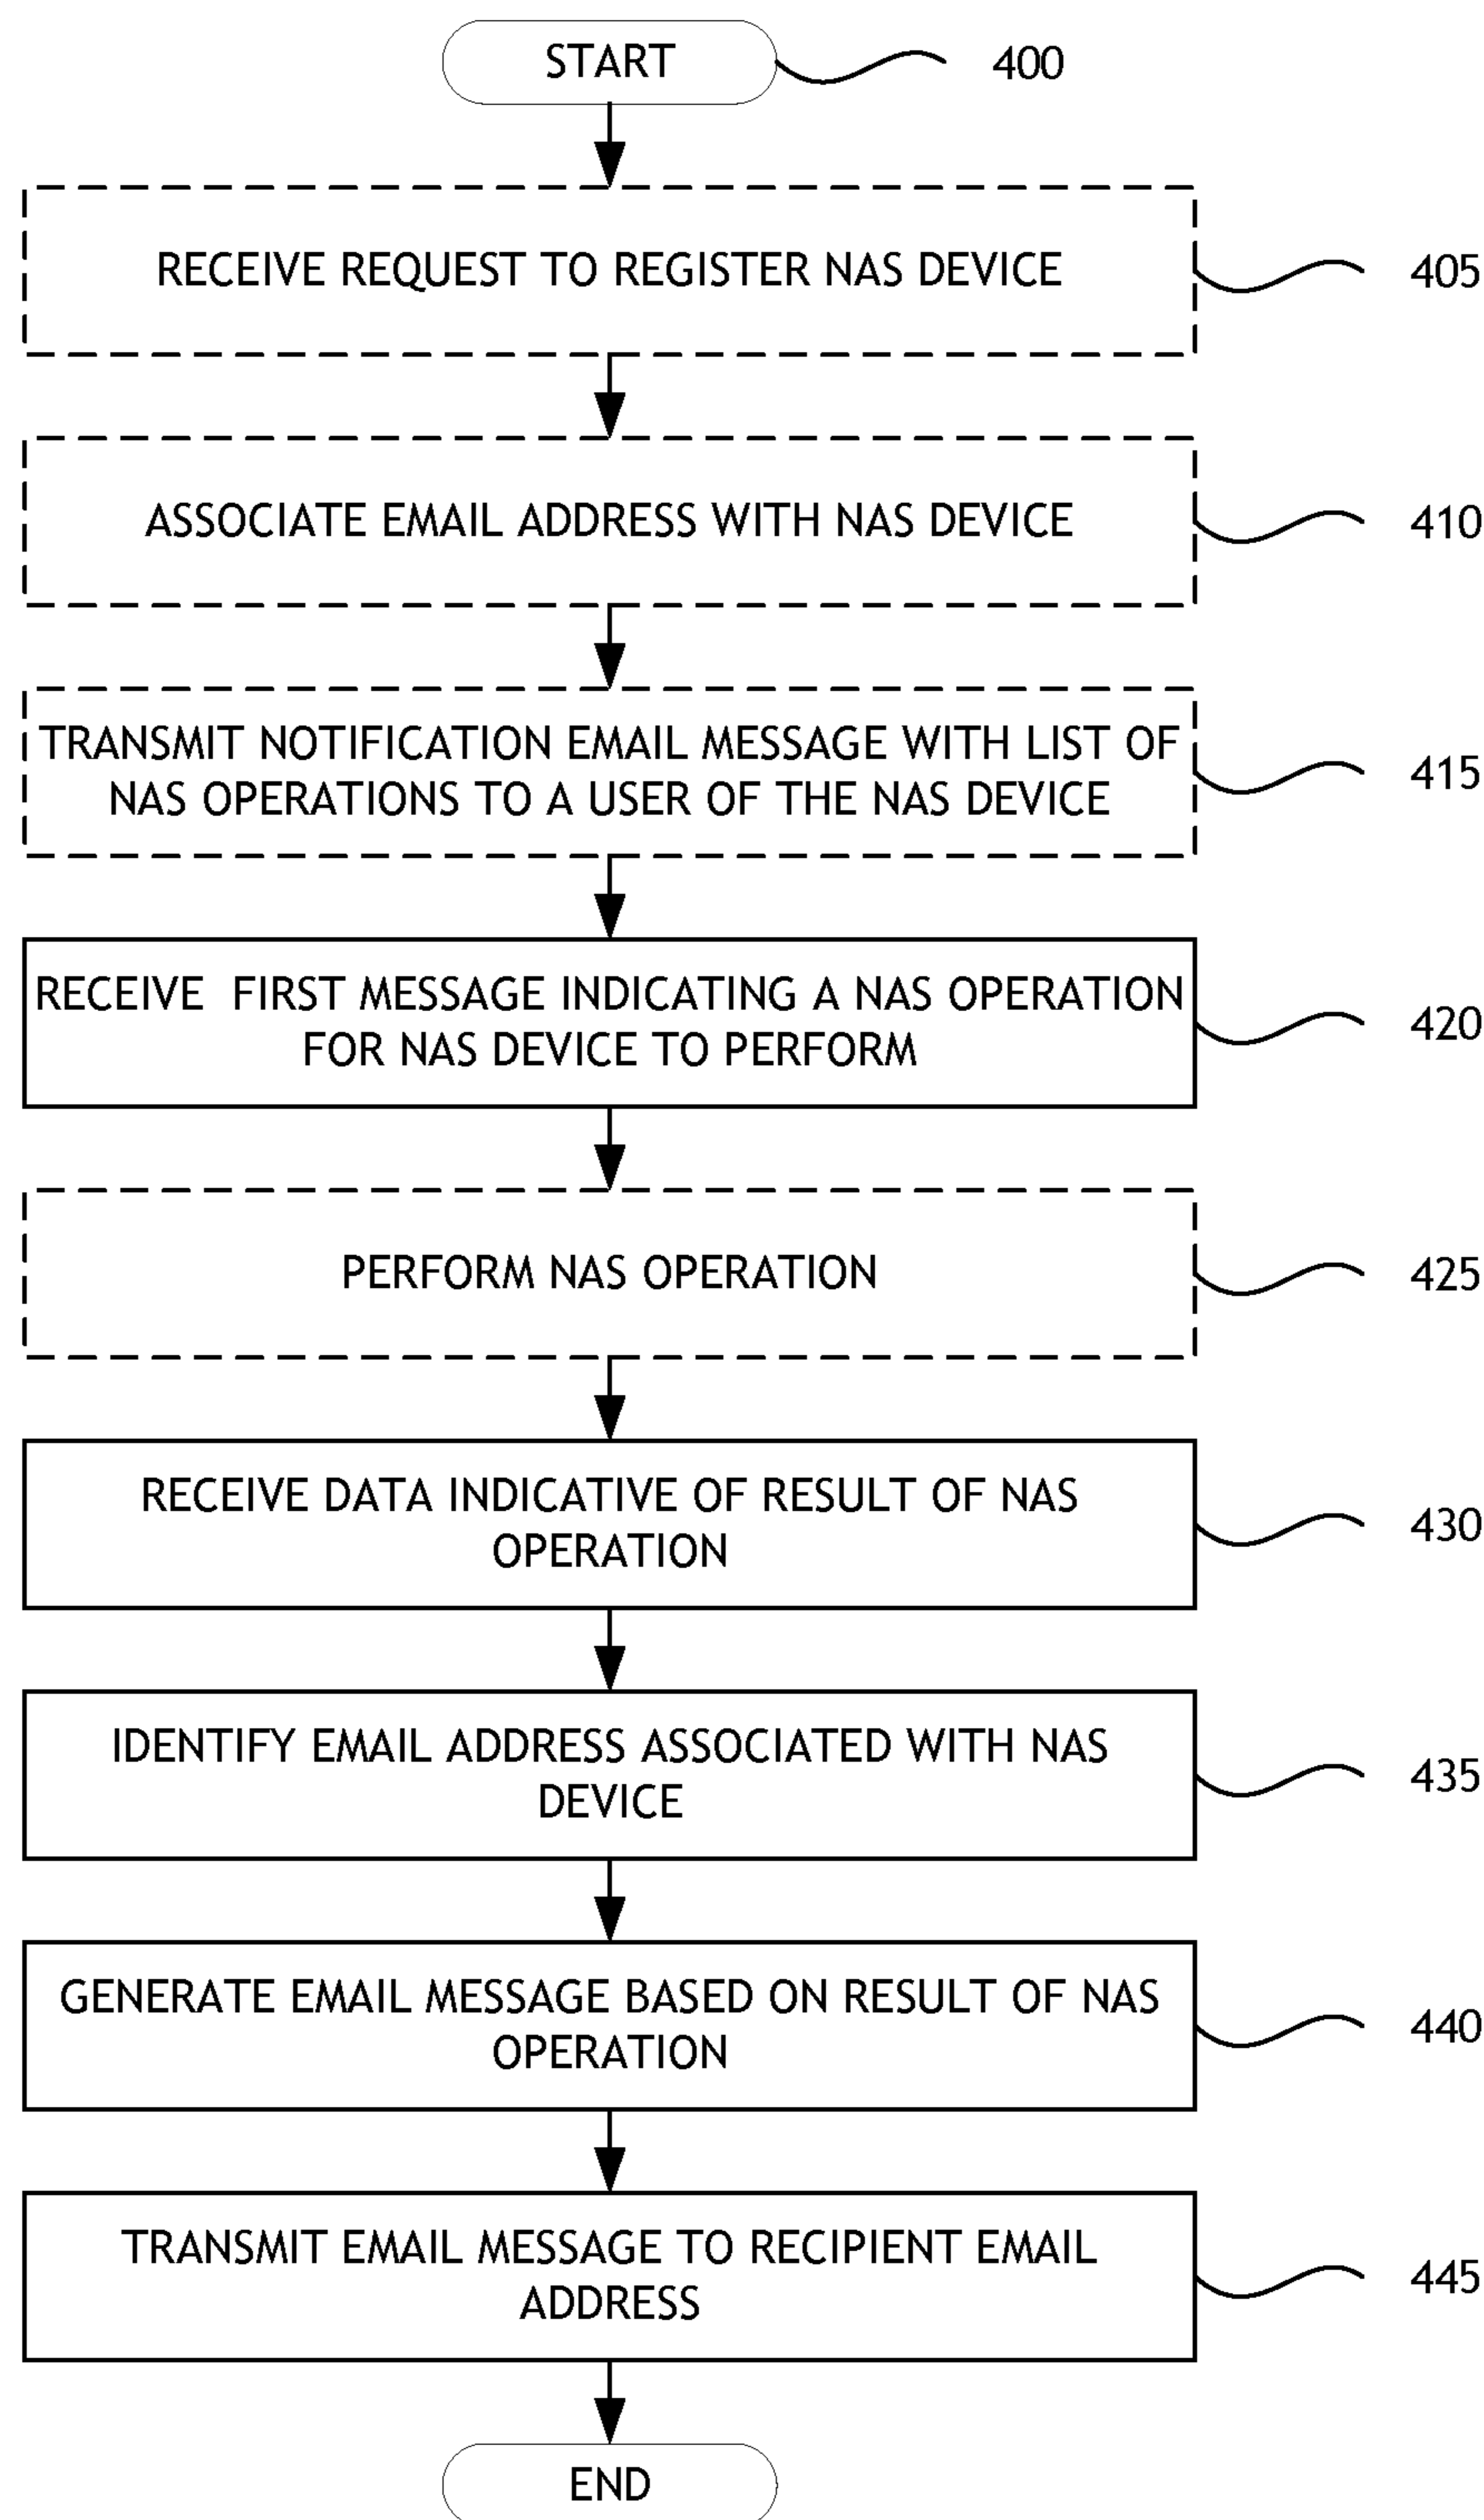 START
400
RECEIVE REQUEST TO REGISTER NAS DEVICE
405
ASSOCIATE EMAIL ADDRESS WITH NAS DEVICE
410
TRANSMIT NOTIFICATION EMAIL MESSAGE WITH LIST OF
NAS OPERATIONS TO A USER OF THE NAS DEVICE
415
RECEIVE FIRST MESSAGE INDICATING A NAS OPERATION
FOR NAS DEVICE TO PERFORM
420
PERFORM NAS OPERATION
425
RECEIVE DATA INDICATIVE OF RESULT OF NAS
OPERATION
430
IDENTIFY EMAIL ADDRESS ASSOCIATED WITH NAS
DEVICE
435
GENERATE EMAIL MESSAGE BASED ON RESULT OF NAS
OPERATION
440
TRANSMIT EMAIL MESSAGE TO RECIPIENT EMAIL
ADDRESS
445
END